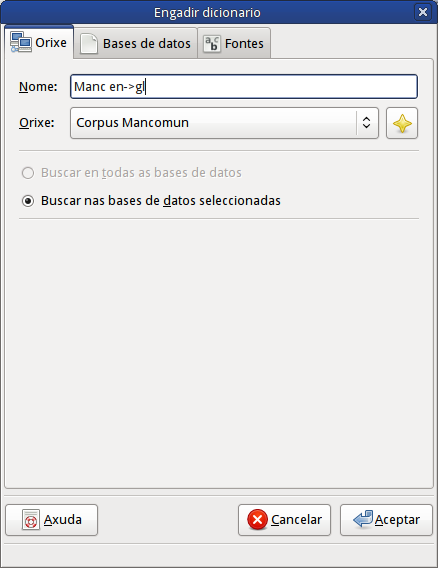 Engadir dicionario
Orixe Bases de datos Fontes
Nome: Manc en->gl
Orixe: Corpus Mancomun
Buscar en todas as bases de datos
Buscar nas bases de datos seleccionadas
Axuda Cancelar Aceptar